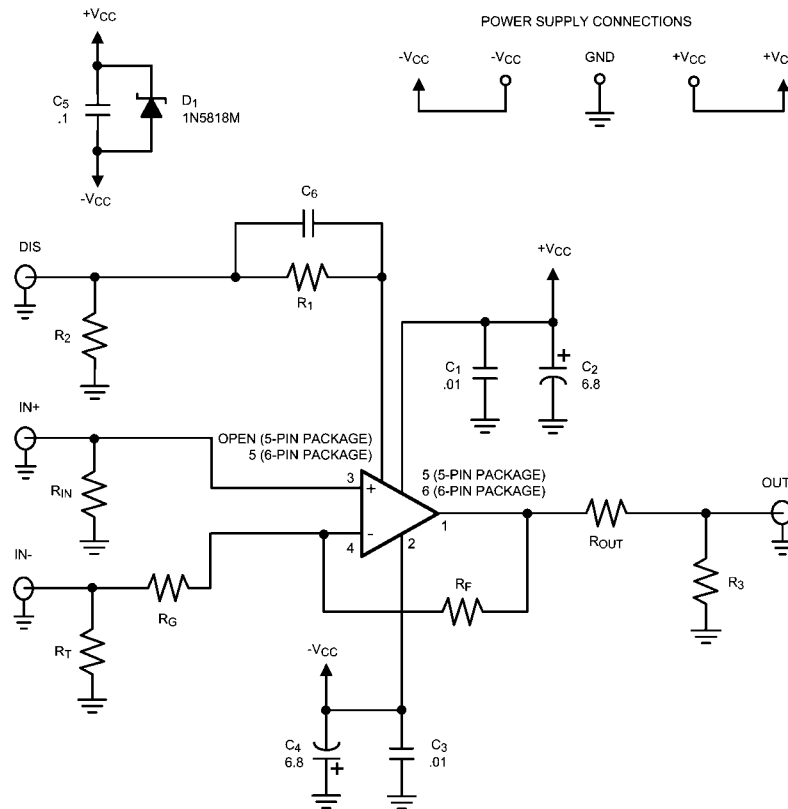 +VCC
POWER SUPPLY CONNECTIONS
-VCC
-VCC
GND
+VCC
+VCC
C5
.1
D1
1N5818M
-VCC
C6
DIS
R1
+VCC
R2
C1
.01
+
C2
6.8
IN+
OPEN (5-PIN PACKAGE)
5 (6-PIN PACKAGE)
RIN
3
+
5 (5-PIN PACKAGE)
6 (6-PIN PACKAGE)
OUT
-
4
2
1
ROUT
IN-
RG
RF
R3
RT
-VCC
C4
6.8
+
C3
.01